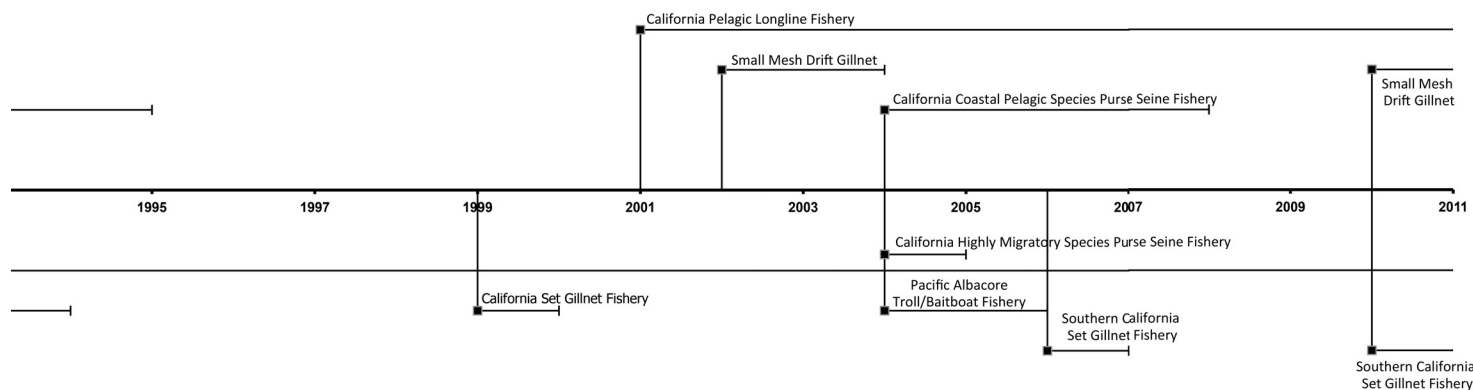 California Pelagic Longline Fishery
Small Mesh Drift Gillnet
California Coastal Pelagic Species Purse Seine Fishery
Small Mesh
Drift Gillnet
1995 1997 1999 2001 2003 2005 2007 2009 2011
California Highly Migratory Species Purse Seine Fishery
Pacific Albacore
Troll/Baitboat Fishery
California Set Gillnet Fishery
Southern California
Set Gillnet Fishery
Southern California
Set Gillnet Fishery